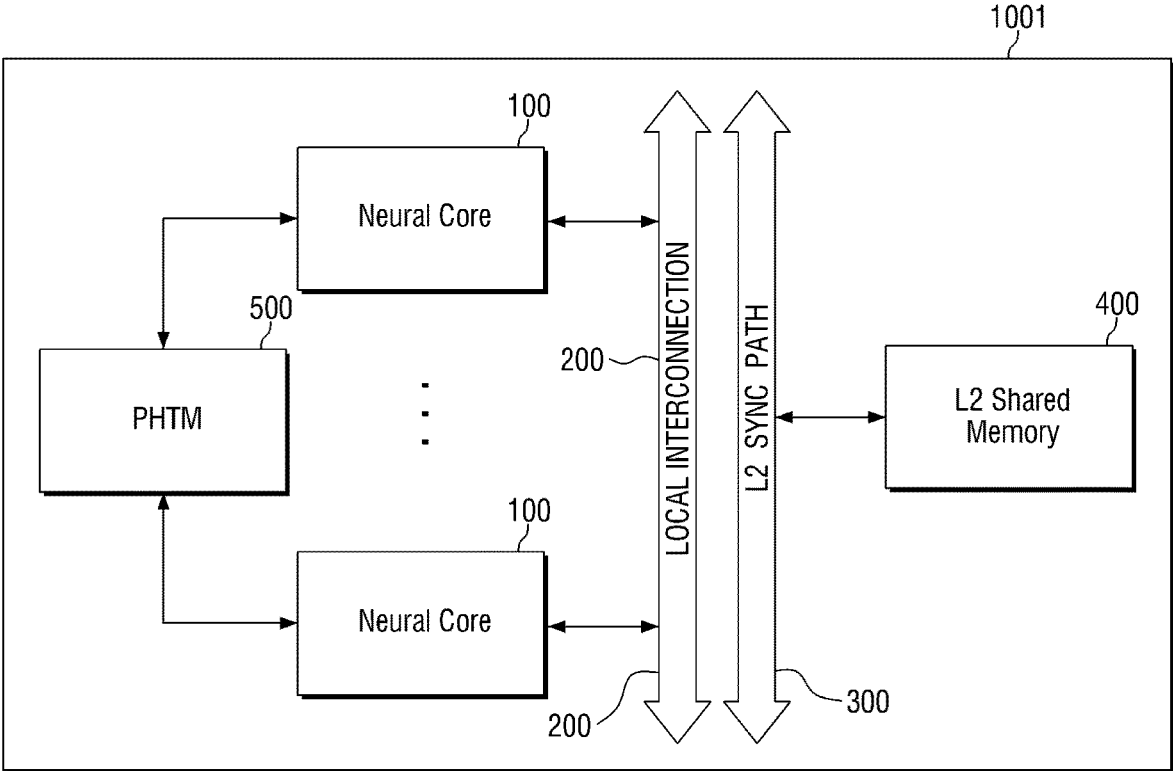 1001
100
Neural Core
500
PHTM
200
LOCAL INTERCONNECTION
L2 SYNC PATH
400
L2 Shared
Memory
100
Neural Core
200
300